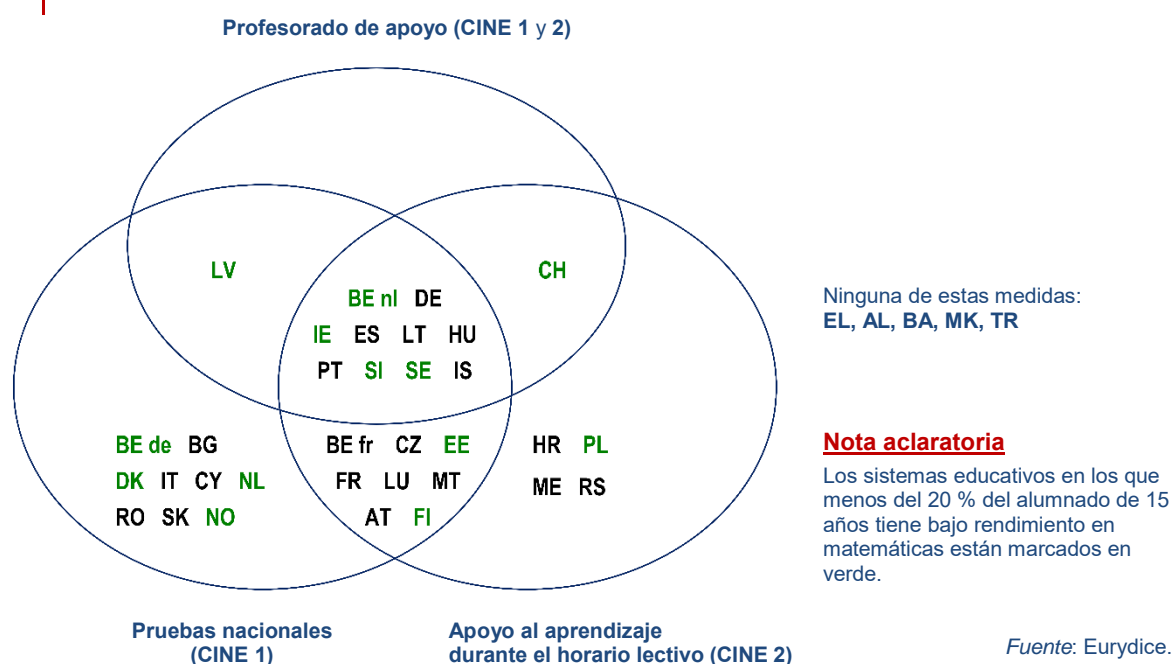 Profesorado de apoyo (CINE 1 y 2)
LV
CH
BE nl DE
IE ES LT HU
PT SI SE IS
BE de BG
DK IT CY NL
RO SK NO
BE fr CZ EE
FR LU MT
AT FI
HR PL
ME RS
Pruebas nacionales
(CINE 1)
Apoyo al aprendizaje
durante el horario lectivo (CINE 2)
Ninguna de estas medidas:
EL, AL, BA, MK, TR
Nota aclaratoria
Los sistemas educativos en los que
menos del 20 % del alumnado de 15
años tiene bajo rendimiento en
matemáticas están marcados en
verde.
Fuente: Eurydice.